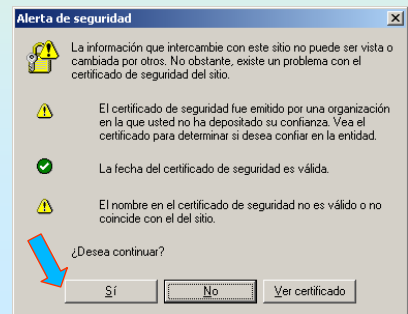 Alerta de seguridad
La información que intercambie con este sitio no puede ser vista o
cambiada por otros. No obstante, existe un problema con el
certificado de seguridad del sitio.
El certificado de seguridad fue emitido por una organización
en la que usted no ha depositado su confianza. Vea el
certificado para determinar si desea confiar en la entidad.
La fecha del certificado de seguridad es válida.
El nombre en el certificado de seguridad no es válido o no
coincide con el del sitio.
¿Desea continuar?
Sí No Ver certificado